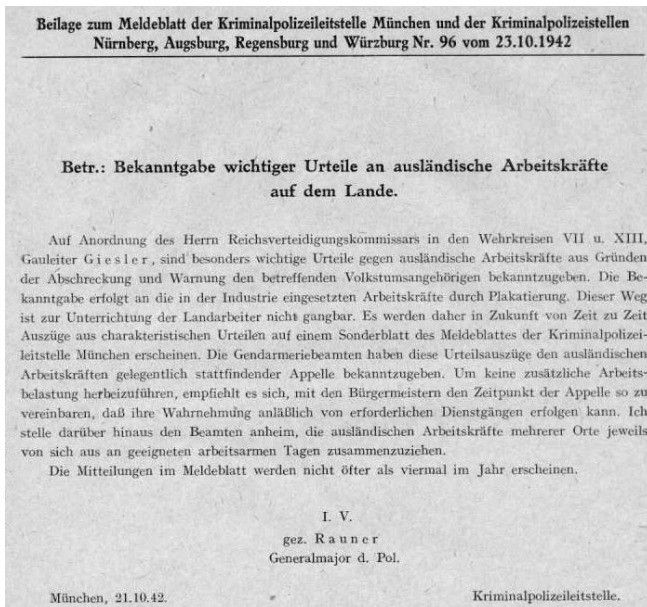 Beilage zum Meldeblatt der Kriminalpolizeileitstelle München und der Kriminalpolizeistellen
Nürnberg, Augsburg, Regensburg und Würzburg Nr. 96 vom 23.10.1942
Betr.: Bekanntgabe wichtiger Urteile an ausländische Arbeitskräfte
auf dem Lande.
Auf Anordnung des Herrn Reichsverteidigungskommissars in den Wehrkreisen VII u. XIII,
Gauleiter Giesler, sind besonders wichtige Urteile gegen ausländische Arbeitskräfte aus Gründen
der Abschreckung und Warnung den betreffenden Volkstumsangehörigen bekanntzugeben. Die Be-
kanntgabe erfolgt an die in der Industrie eingesetzten Arbeitskräfte durch Plakatierung. Dieser Weg
ist zur Unterrichtung der Landarbeiter nicht gangbar. Es werden daher in Zukunft von Zeit zu Zeit
Auszüge aus charakteristischen Urteilen auf einem Sonderblatt des Meldeblattes der Kriminalpolizei-
leitstelle München erscheinen. Die Gendarmeriebeamten haben diese Urteilsauszüge den ausländischen
Arbeitskräften gelegentlich stattfindender Appelle bekanntzugeben. Um keine zusätzliche Arbeits-
belastung herbeizuführen, empfiehlt es sich, mit den Bürgermeistern den Zeitpunkt der Appelle so zu
vereinbaren, daß ihre Wahrnehmung anläßlich von erforderlichen Dienstgängen erfolgen kann. Ich
stelle darüber hinaus den Beamten anheim, die ausländischen Arbeitskräfte mehrerer Orte jeweils
von sich aus an geeigneten arbeitsarmen Tagen zusammenzuziehen.
Die Mitteilungen im Meldeblatt werden nicht öfter als viermal im Jahr erscheinen.
I. V.
gez. Rauner
Generalmajor d. Pol.
München, 21.10.42. Kriminalpolizeileitstelle.